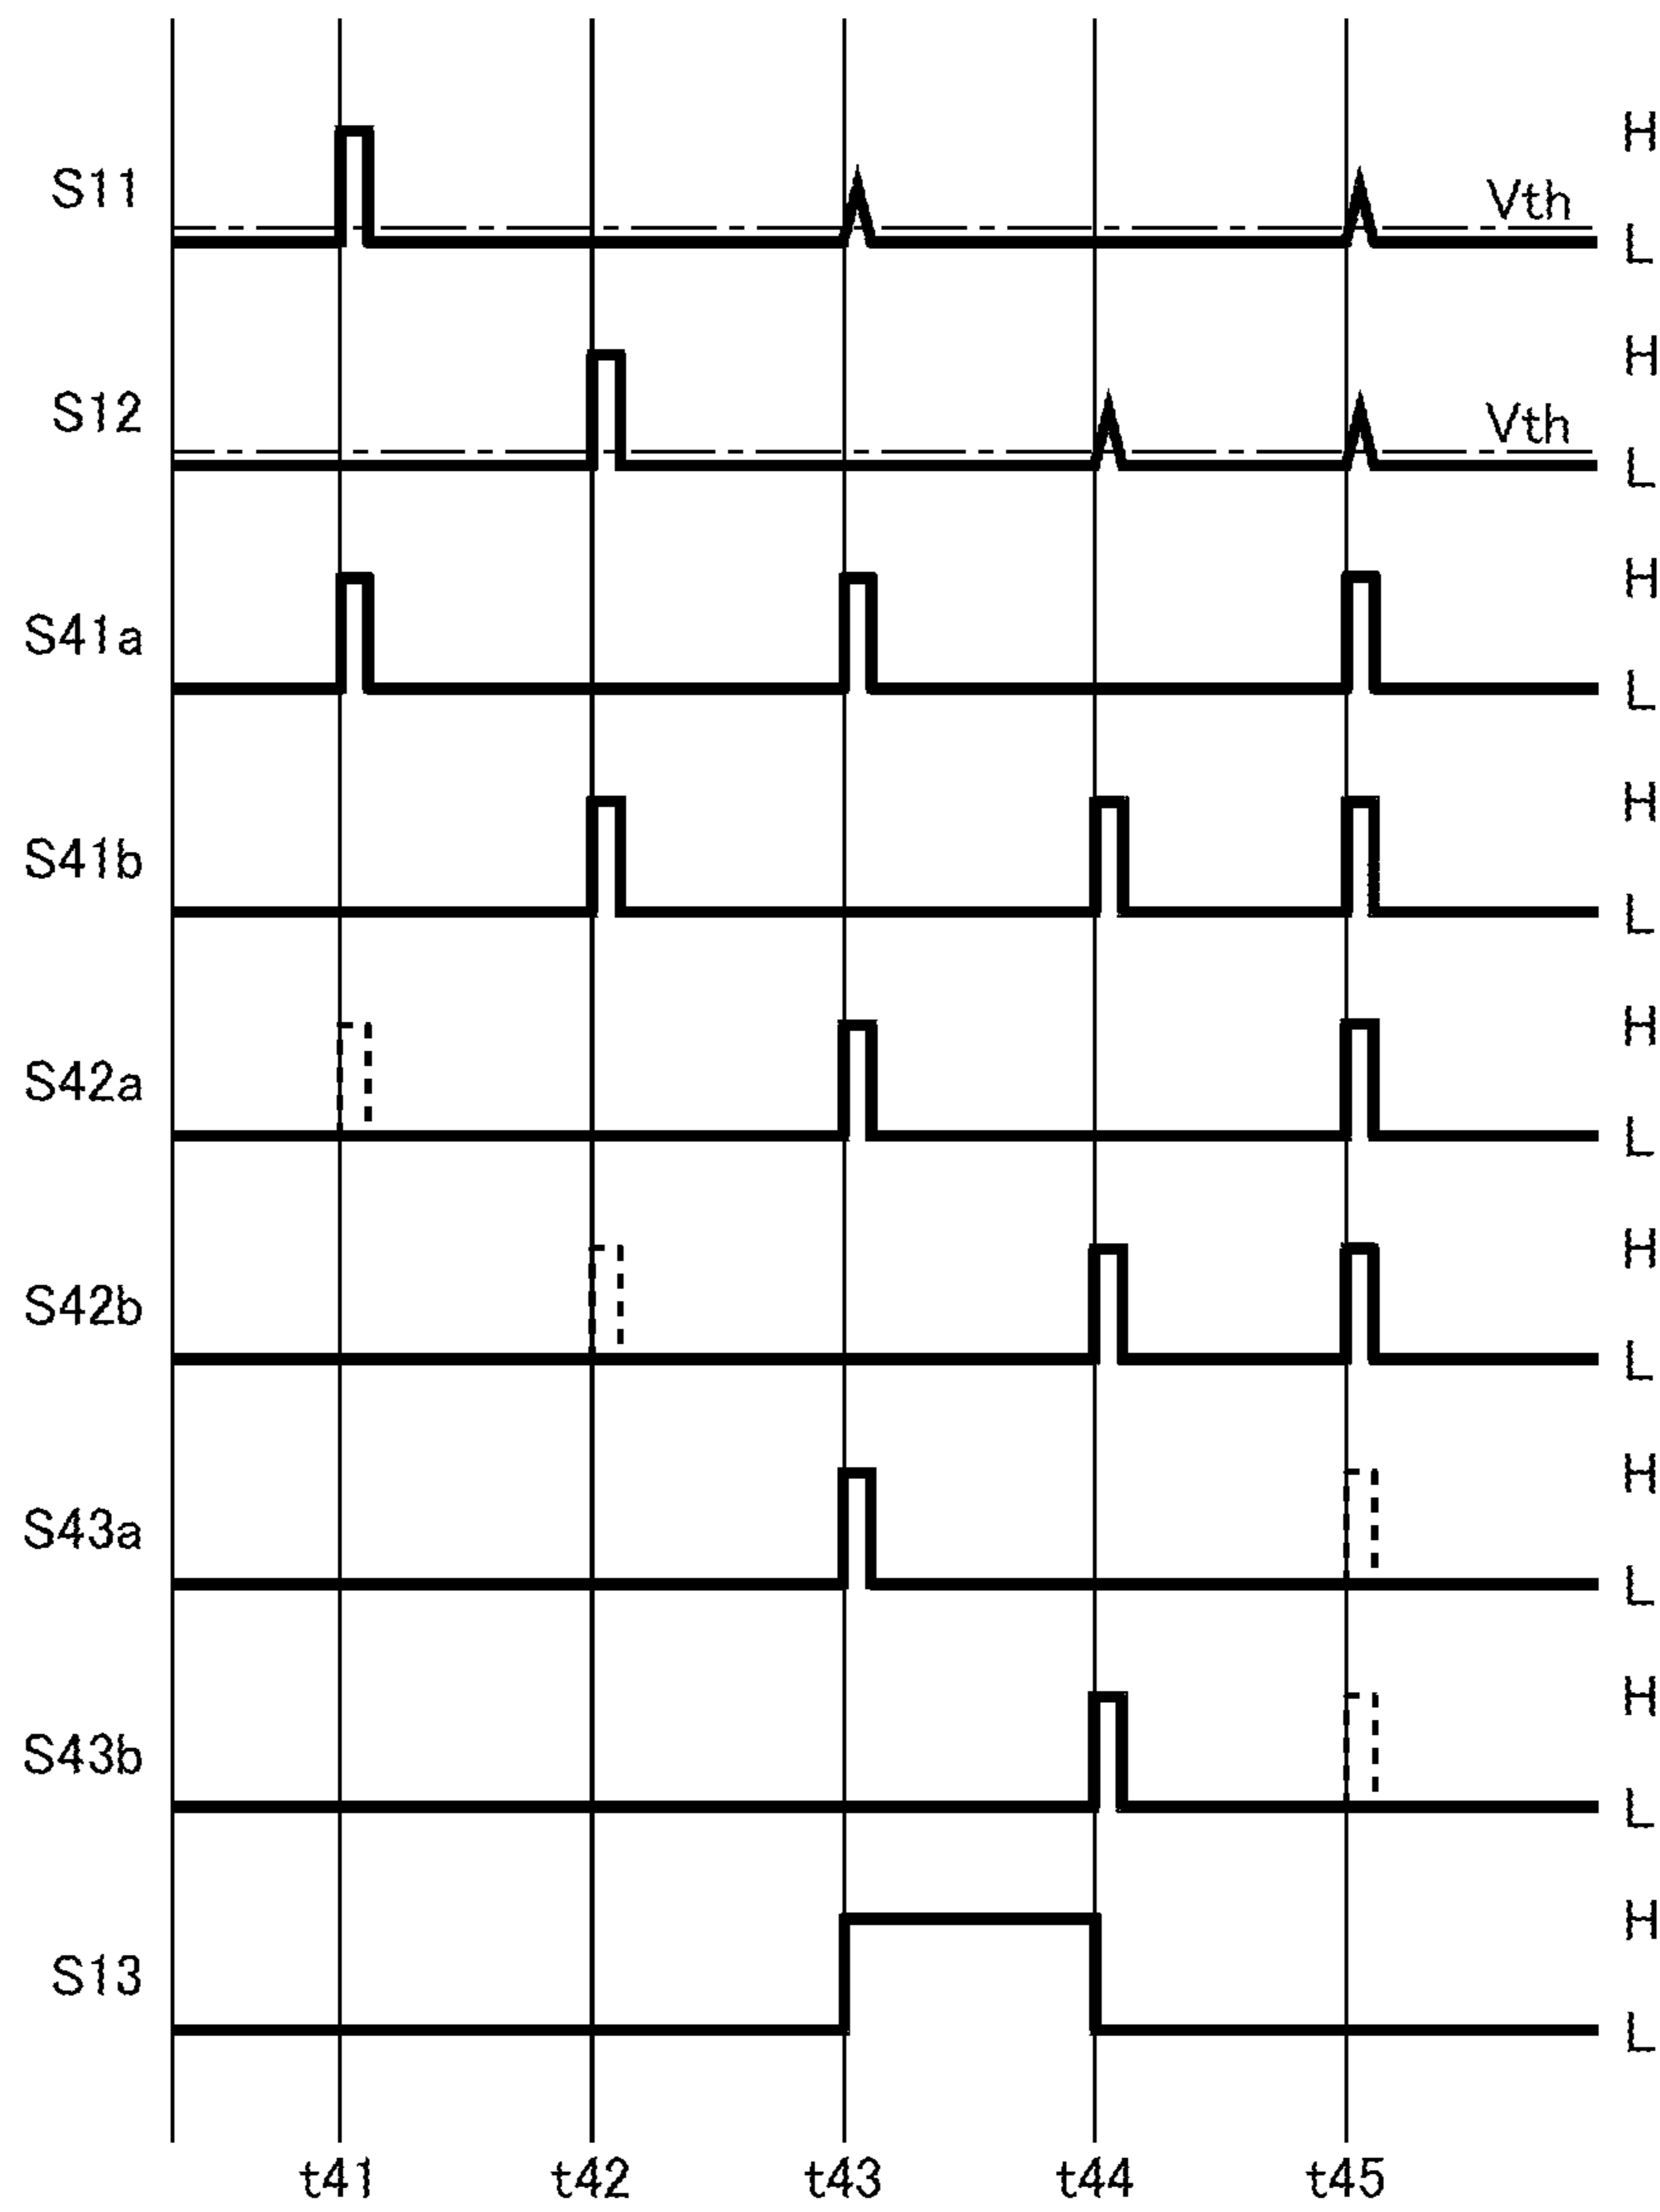 H
S11 Vth
L
H
S12 Vth
L
H
S41a
L
H
S41b
L
H
S42a
L
H
S42b
L
H
S43a
L
H
S43b
L
H
S13
L
t41 t42 t43 t44 t45